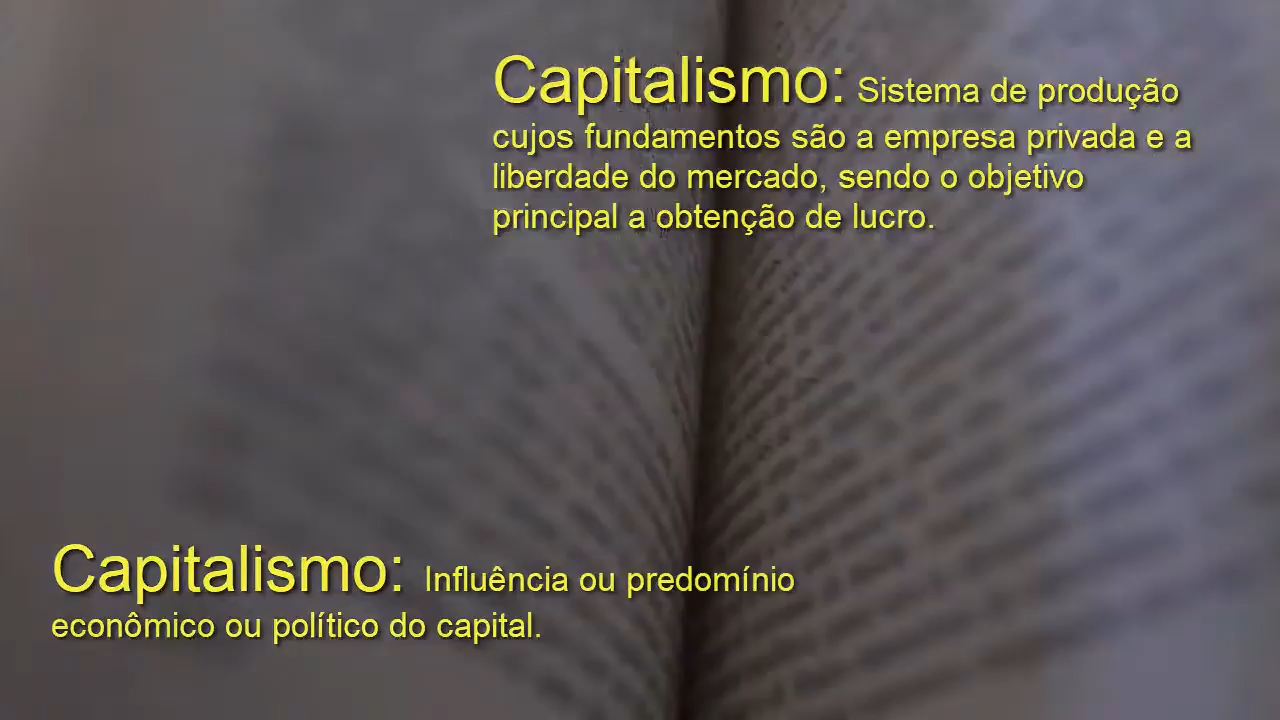 Capitalismo: Sistema de produção
cujos fundamentos são a empresa privada e a
liberdade do mercado, sendo o objetivo
principal a obtenção de lucro.
Capitalismo: Influência ou predomínio
econômico ou político do capital.